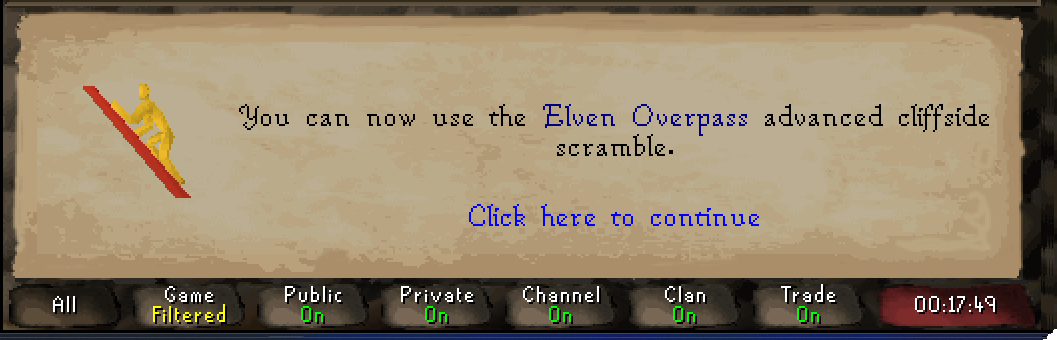 You can now use the Elven Overpass advanced cliffside
scramble.
Click here to continue
All
Game
Filtered
Public
On
Private
On
Channel
On
Clan
On
Trade
On
00:17:49